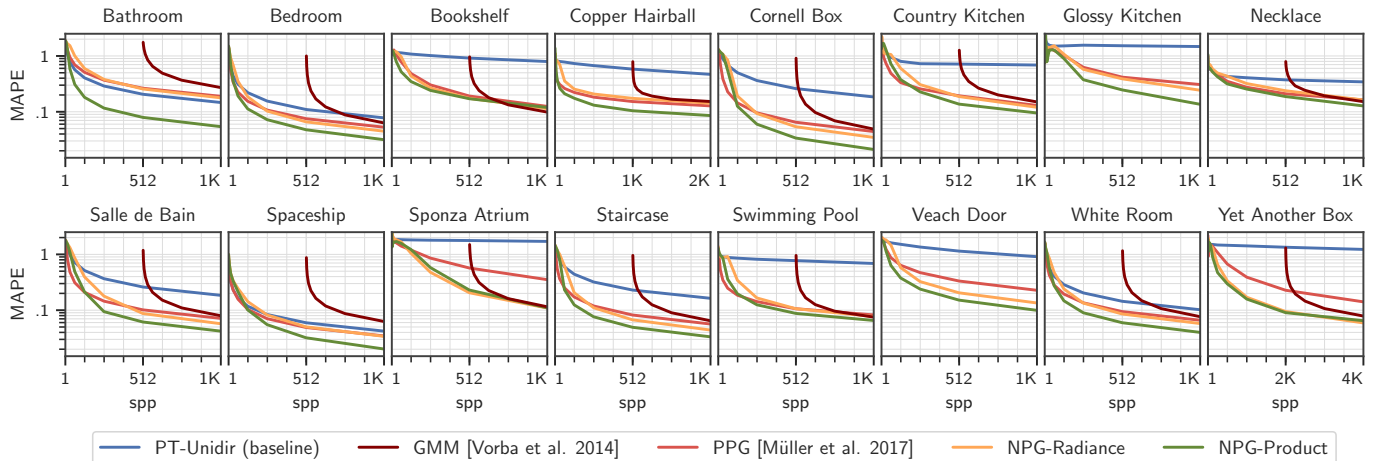 Bathroom Bedroom Bookshelf Copper Hairball Cornell Box Country Kitchen Glossy Kitchen Necklace
MAPE
1
.1
1 512 1K 1 512 1K 1 512 1K 1 1K 2K 1 512 1K 1 512 1K 1 512 1K 1 512 1K
Salle de Bain Spaceship Sponza Atrium Staircase Swimming Pool Veach Door White Room Yet Another Box
MAPE
1
.1
1 512 1K 1 512 1K 1 512 1K 1 512 1K 1 512 1K 1 512 1K 1 512 1K 1 2K 4K
spp spp spp spp spp spp spp spp
PT-Unidir (baseline) GMM [Vorba et al. 2014] PPG [Müller et al. 2017] NPG-Radiance NPG-Product